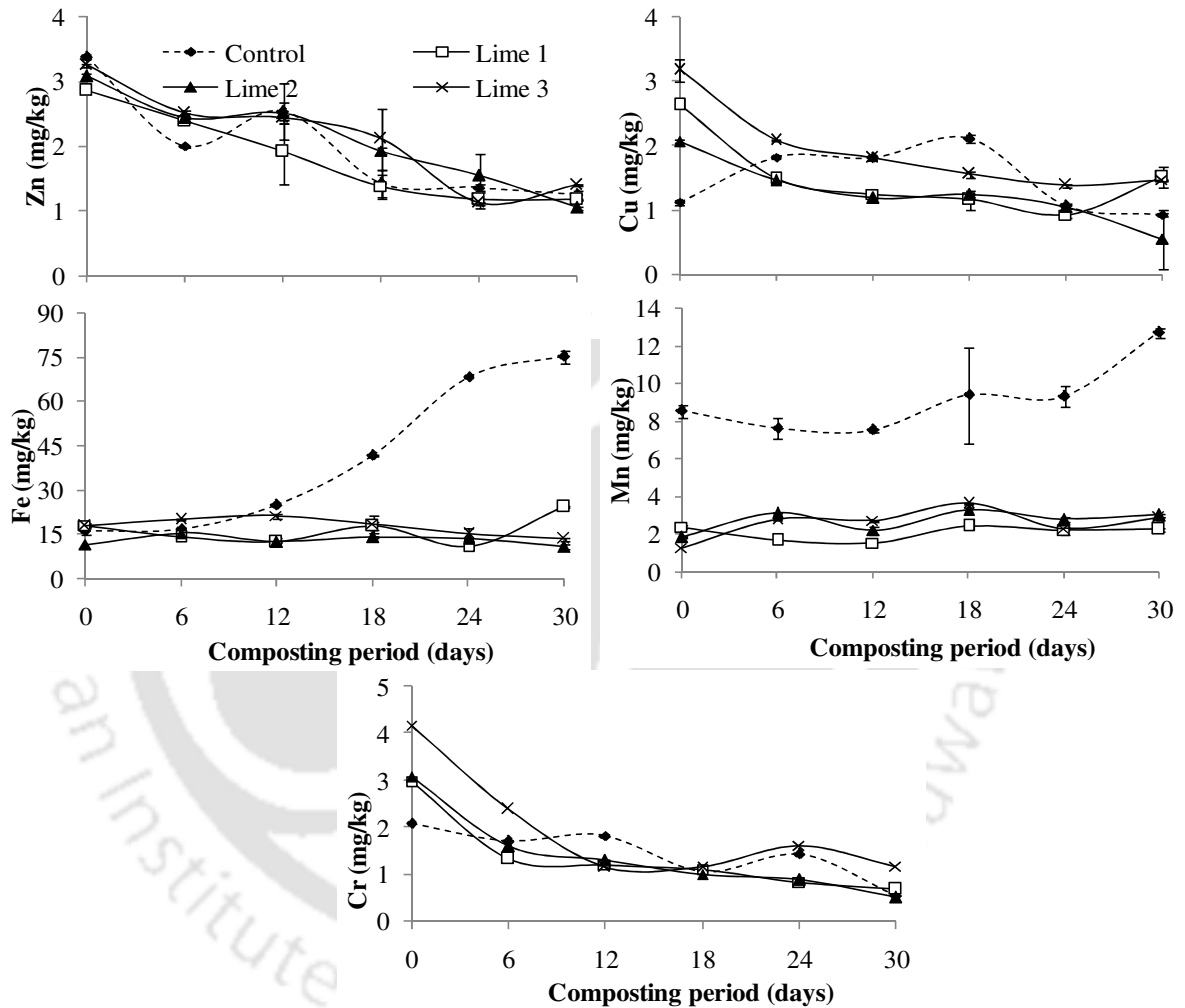 Zn (mg/kg)
4
3
2
1
0
Control
Lime 1
Lime 2
Lime 3
Cu (mg/kg)
4
3
2
1
0
Fe (mg/kg)
90
75
60
45
30
15
0
0 6 12 18 24 30
Composting period (days)
Mn (mg/kg)
14
12
10
8
6
4
2
0
0 6 12 18 24 30
Composting period (days)
Cr (mg/kg)
5
4
3
2
1
0
0 6 12 18 24 30
Composting period (days)
an Institute
uwa